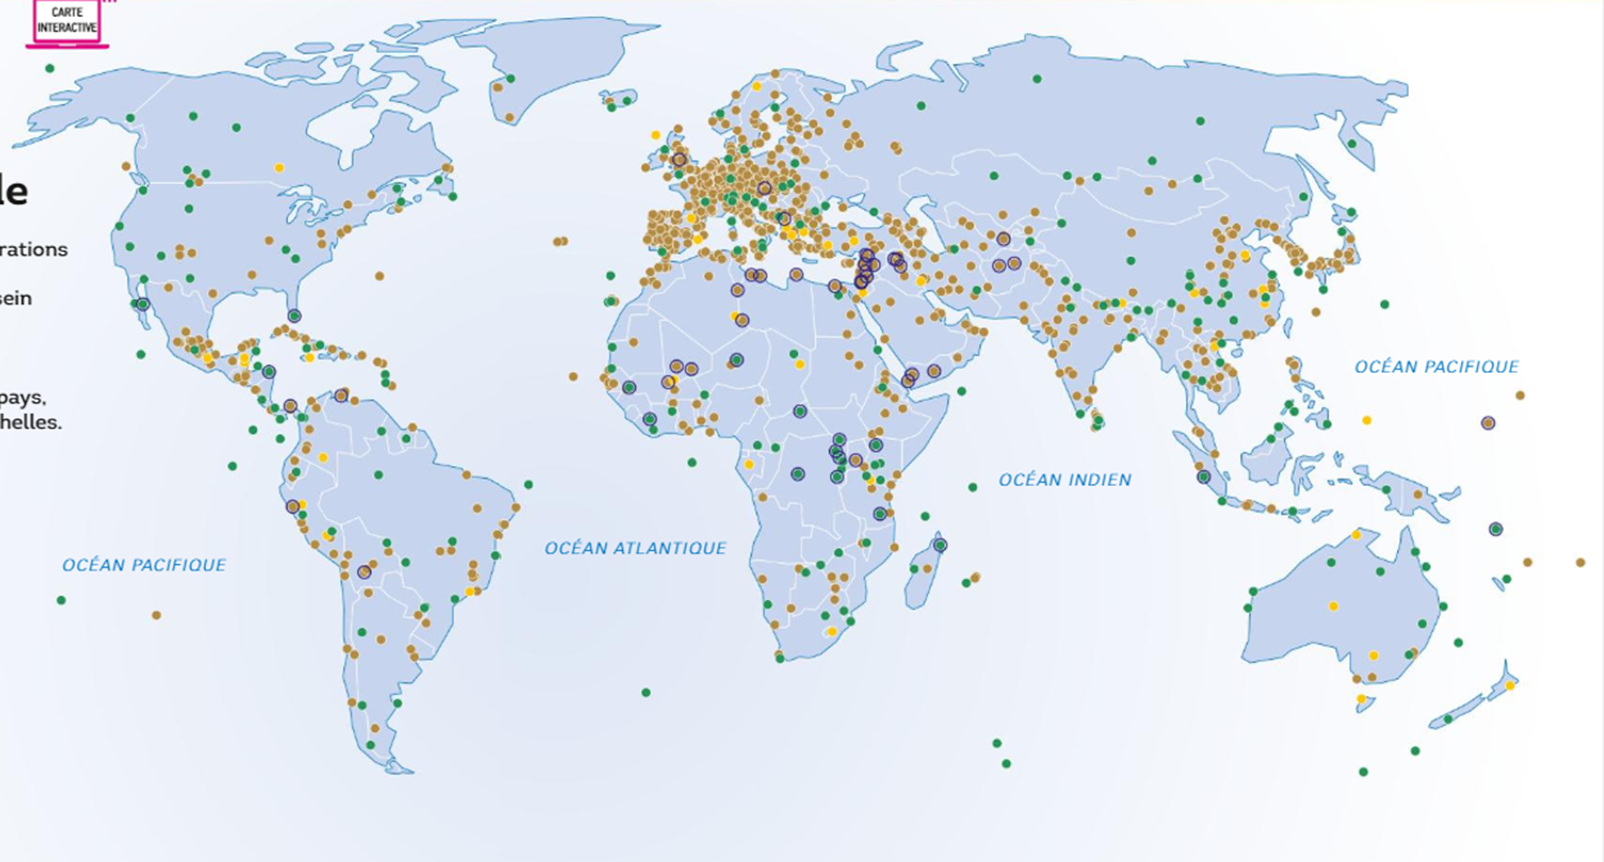 CARTE
INTERACTIVE
le
rations
sein
pays,
helles.
OCÉAN PACIFIQUE
OCÉAN INDIEN
OCÉAN ATLANTIQUE
OCÉAN PACIFIQUE